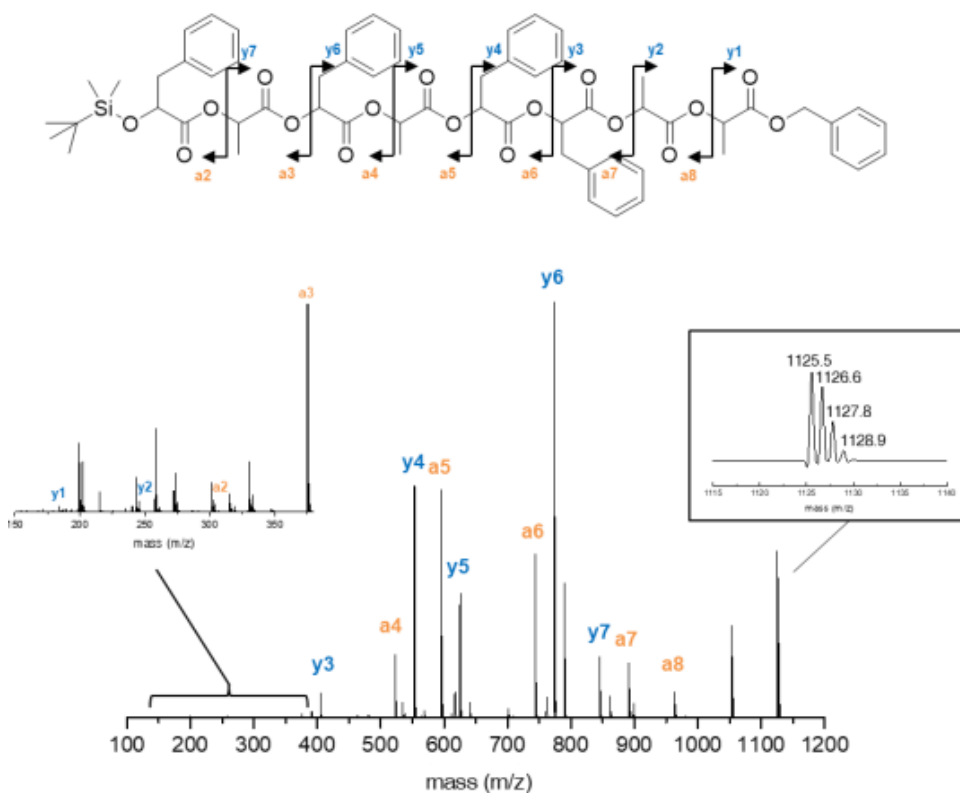 y7 y6 y5 y4 y3 y2 y1
Si O O O O O O O O O
O O O O O O O O
a2 a3 a4 a5 a6 a7 a8
a3
y1 y2 a2
150 200 250 300 350
mass (m/z)
y6
y4 a5
a6
y5
a4
y3
y7 a7
a8
1125.5
1126.6
1127.8
1128.9
1115 1120 1125 1130 1135 1140
mass (m/z)
100 200 300 400 500 600 700 800 900 1000 1100 1200
mass (m/z)